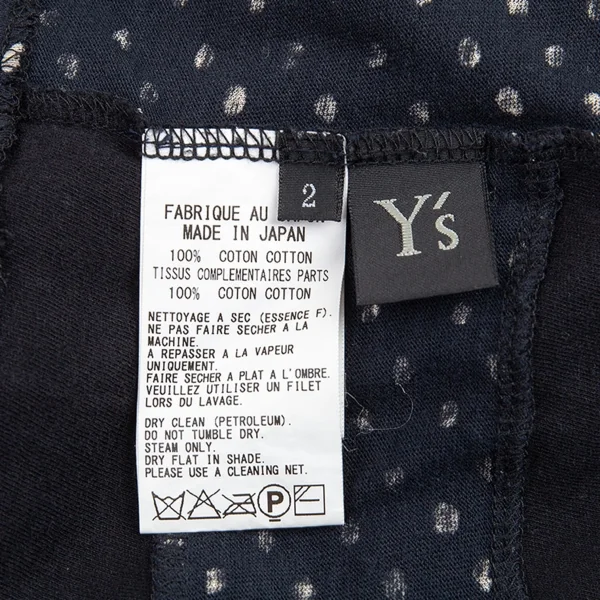 2
Y's
FABRIQUE AU
MADE IN JAPAN
100% COTON COTTON
TISSUS COMPLEMENTAIRES PARTS
100% COTON COTTON
NETTOYAGE A SEC (ESSENCE F).
NE PAS FAIRE SECHER A LA
MACHINE.
A REPASSER A LA VAPEUR
UNIQUEMENT.
FAIRE SECHER A PLAT A L'OMBRE.
VEUILLEZ UTILISER UN FILET
LORS DU LAVAGE.
DRY CLEAN (PETROLEUM).
DO NOT TUMBLE DRY.
STEAM ONLY.
DRY FLAT IN SHADE.
PLEASE USE A CLEANING NET.
P